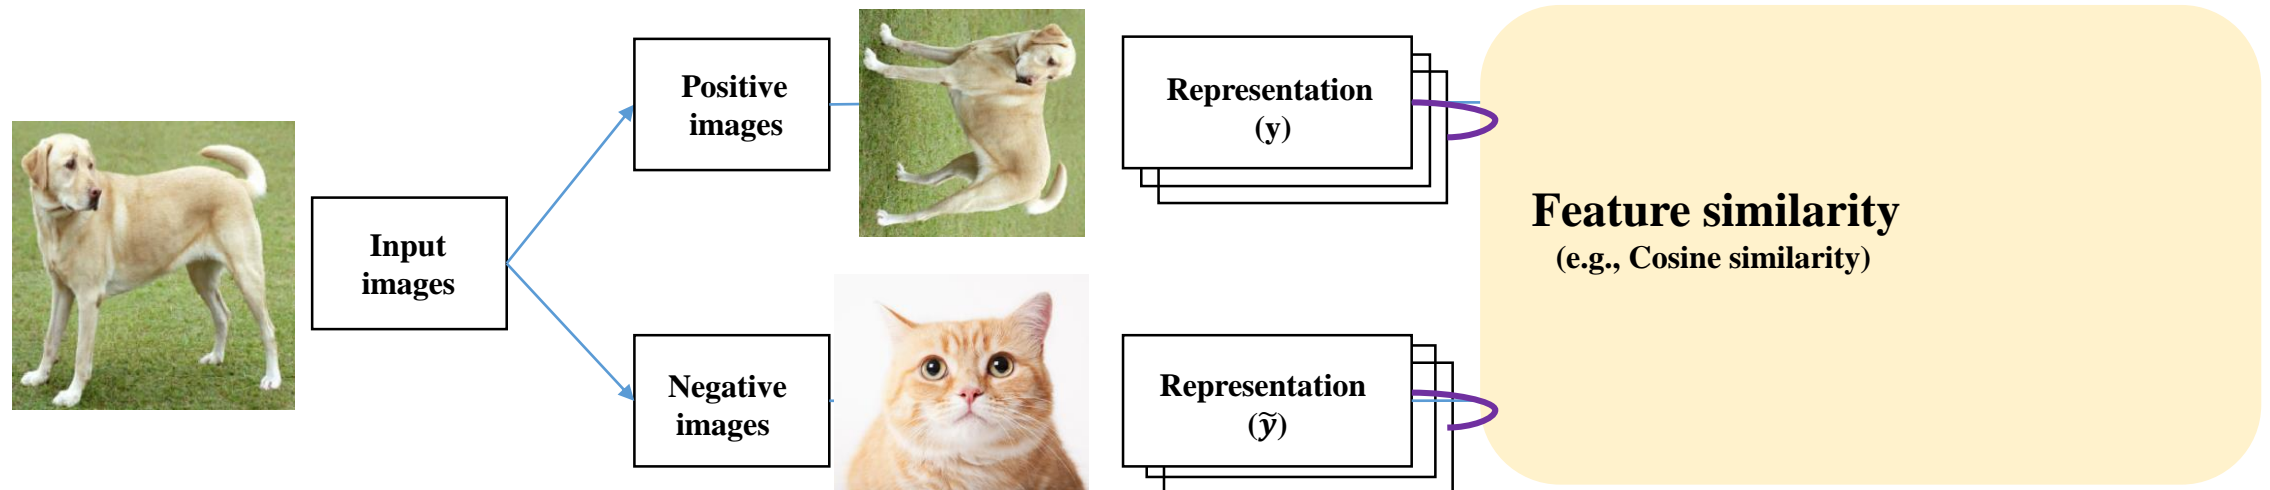 Input
images
Positive
images
Negative
images
Representation
(y)
Representation
(ỹ)
Feature similarity
(e.g., Cosine similarity)